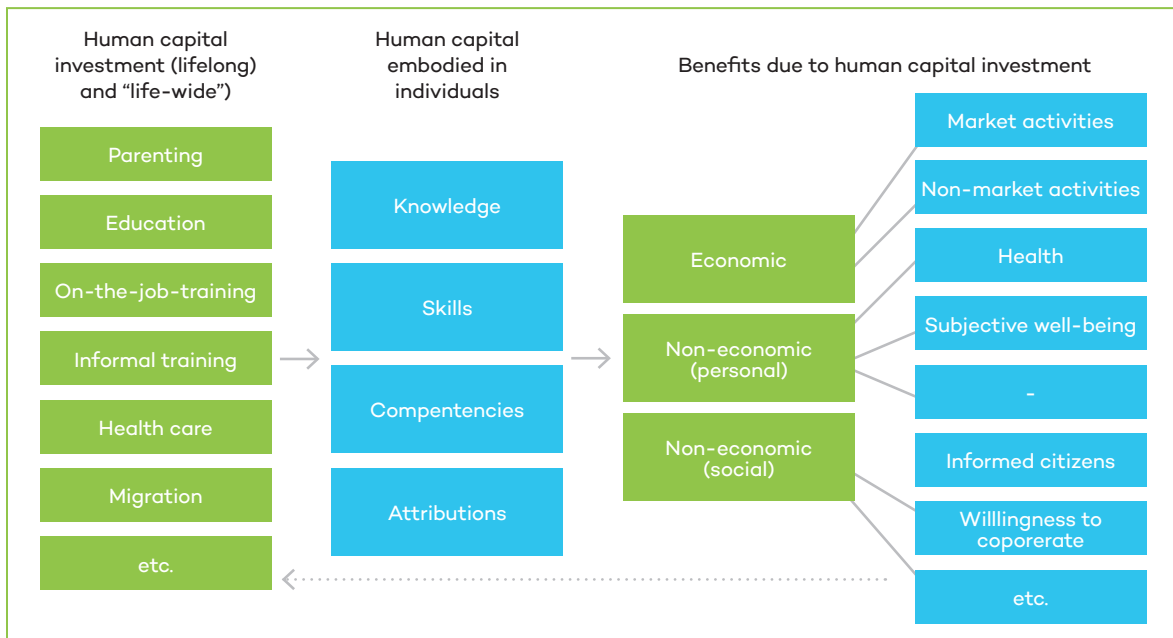 Human capital
investment (lifelong)
and “life-wide”)
Parenting
Education
On-the-job-training
Informal training
Health care
Migration
etc.
Human capital
embodied in
individuals
Knowledge
Skills
Compentencies
Attributions
Benefits due to human capital investment
Economic
Non-economic
(personal)
Non-economic
(social)
Market activities
Non-market activities
Health
Subjective well-being
-
Informed citizens
Willlingness to
coporerate
etc.